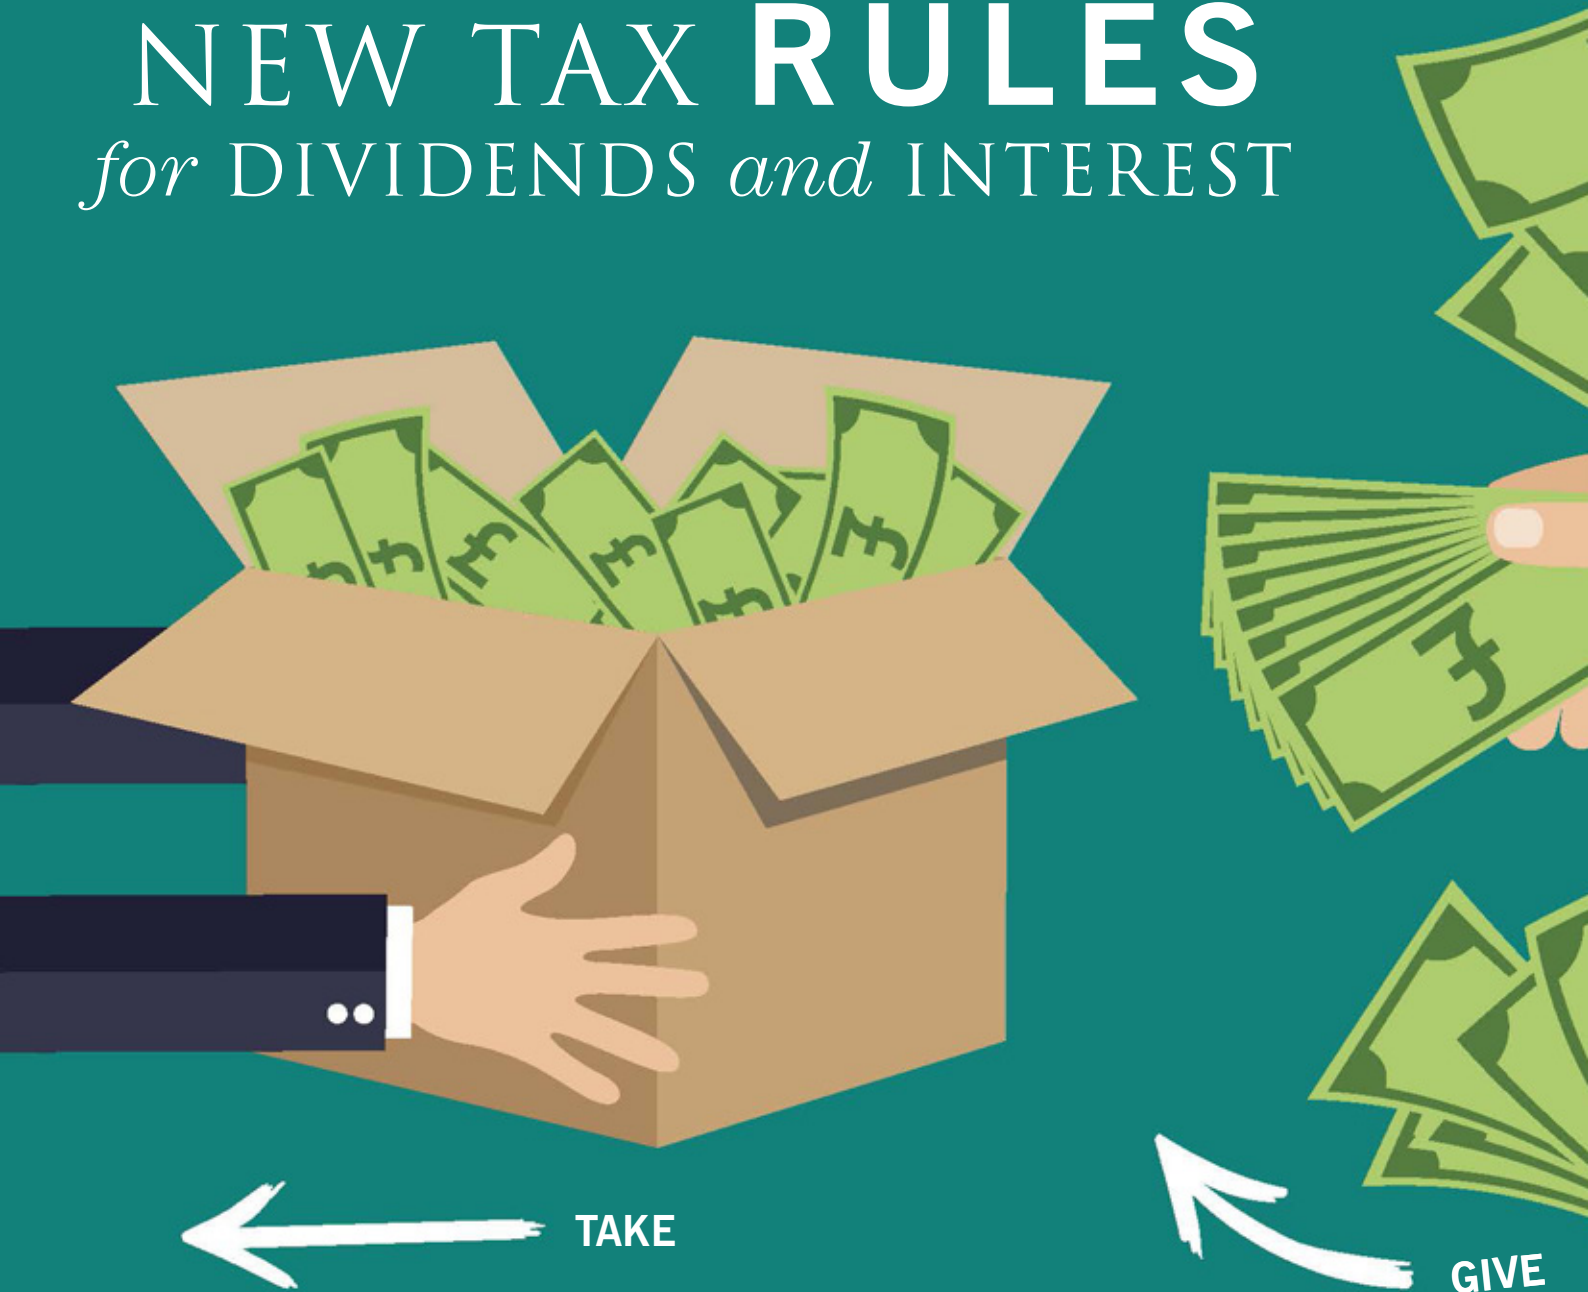 NEW TAX RULES
for DIVIDENDS and INTEREST
£ £ £ £ £ £ £
TAKE
GIVE